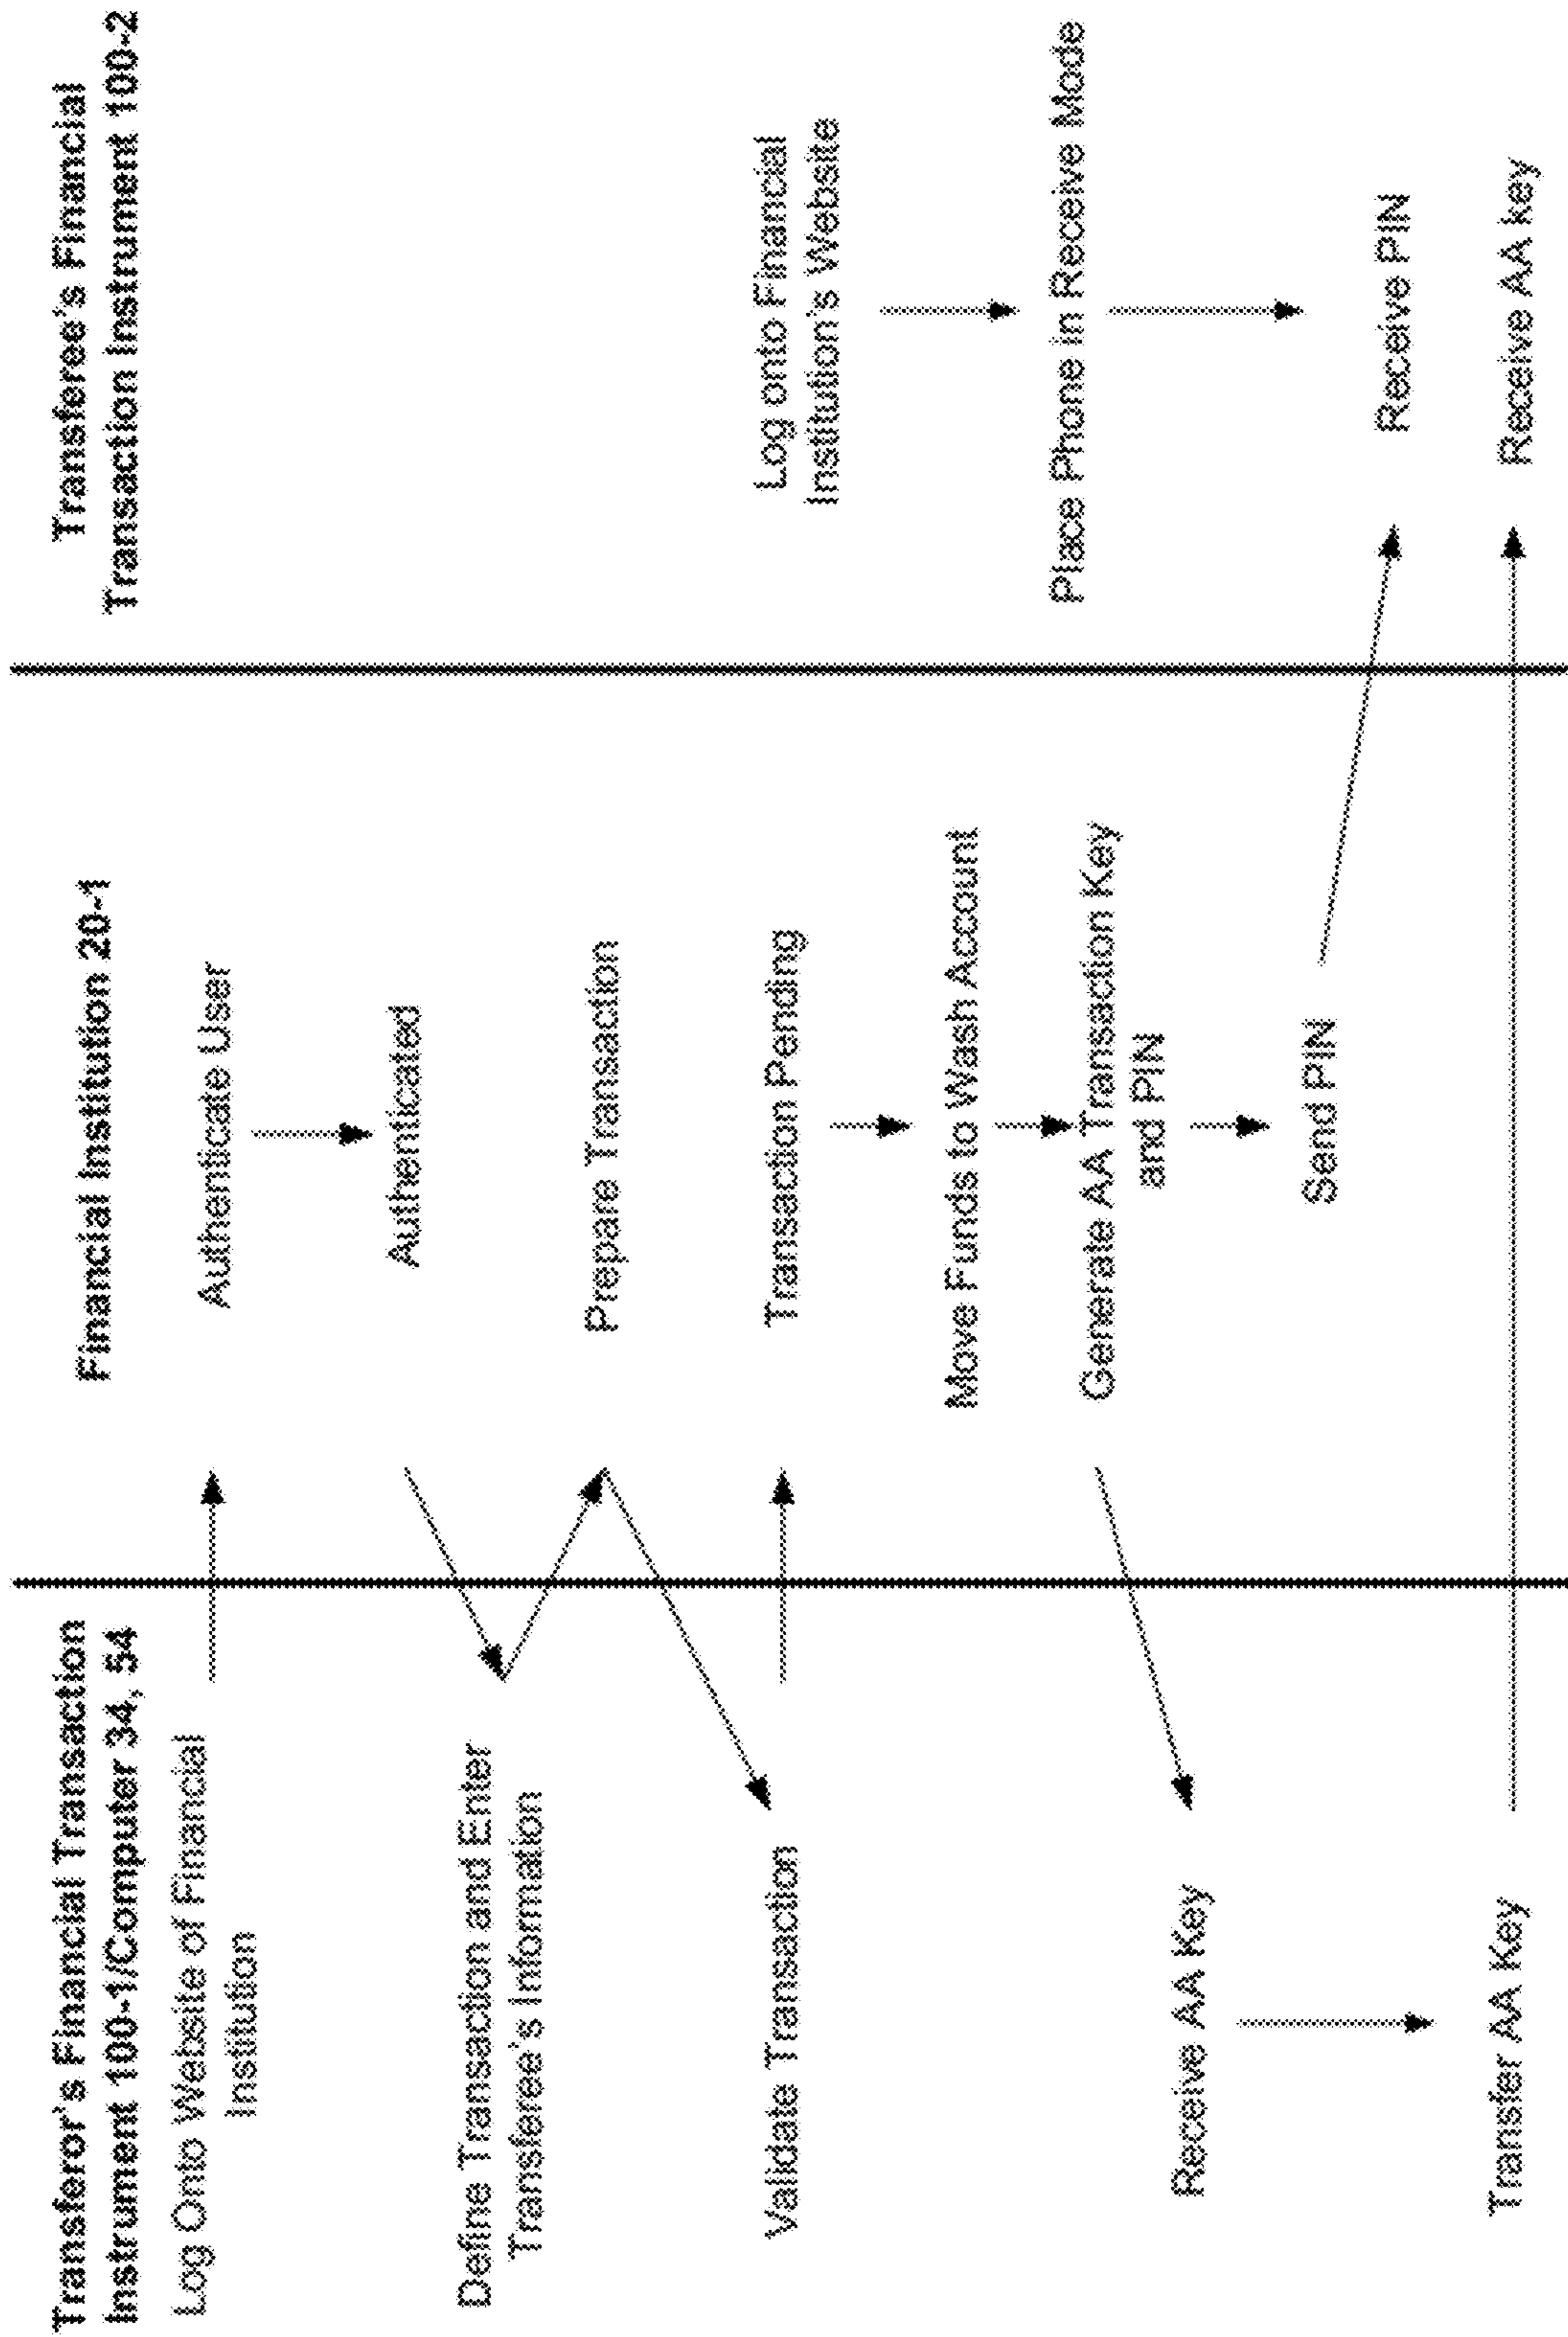 Transferor's Financial Transaction
Instrument 100-1/Computer 34, 54
Log Onto Website of Financial
Institution
Define Transaction and Enter
Transferee's Information
Validate Transaction
Receive AA Key
Transfer AA Key
Financial Institution 20-1
Authenticate User
Authenticated
Prepare Transaction
Transaction Pending
Move Funds to Wash Account
Generate AA Transaction Key
and PIN
Send PIN
Transferee's Financial
Transaction Instrument 100-2
Log onto Financial
Institution's Website
Place Phone in Receive Mode
Receive PIN
Receive AA key